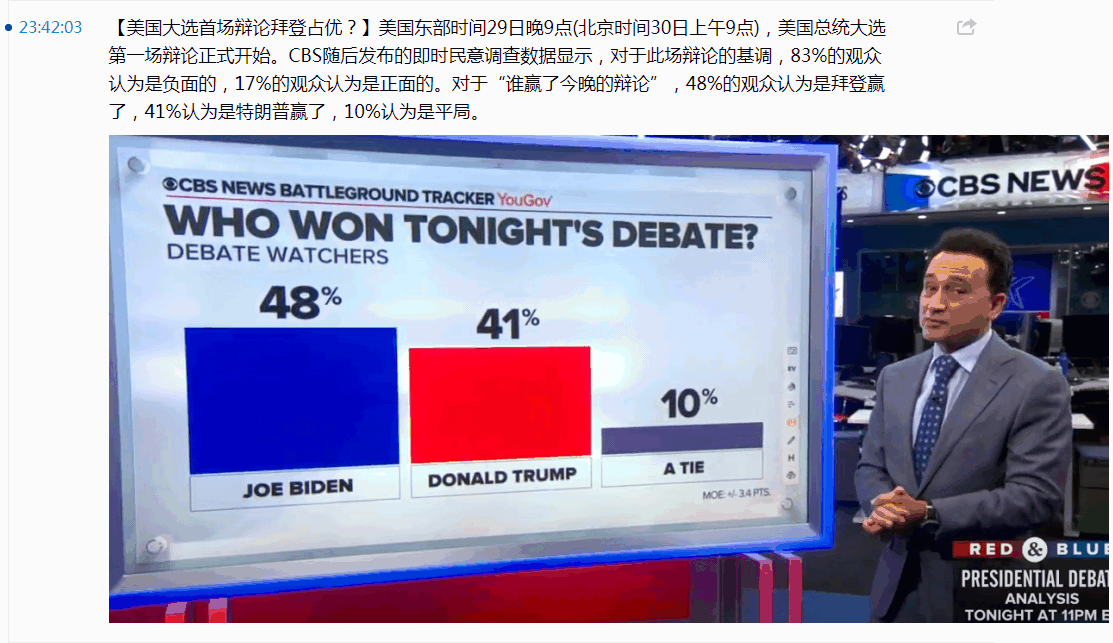 23:42:03
【美国大选首场辩论拜登占优？】美国东部时间29日晚9点(北京时间30日上午9点)，美国总统大选
第一场辩论正式开始。CBS随后发布的即时民意调查数据显示，对于此场辩论的基调，83%的观众
认为是负面的，17%的观众认为是正面的。对于“谁赢了今晚的辩论”，48%的观众认为是拜登赢
了，41%认为是特朗普赢了，10%认为是平局。
CBS NEWS BATTLEGROUND TRACKER YouGov
WHO WON TONIGHT'S DEBATE?
DEBATE WATCHERS
48%
41%
10%
JOE BIDEN
DONALD TRUMP
A TIE
MOE: +/- 3.4 PTS.
CBS NEWS
RED & BLUE
PRESIDENTIAL DEBAT
ANALYSIS
TONIGHT AT 11PM E